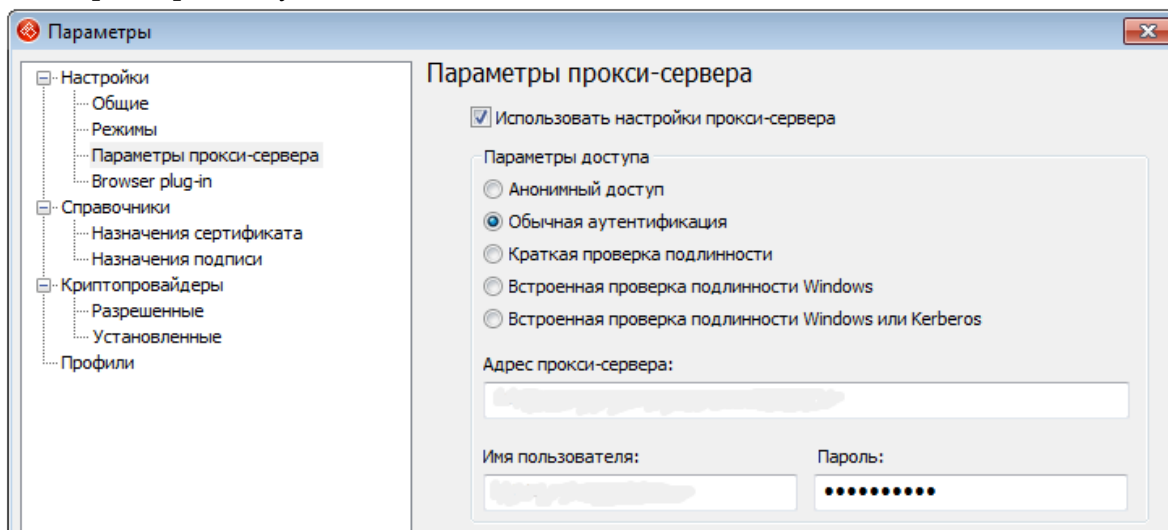 Параметры
Настройки
Общие
Режимы
Параметры прокси-сервера
Browser plug-in
Справочники
Назначения сертификата
Назначения подписи
Криптопровайдеры
Разрешенные
Установленные
Профили
Параметры прокси-сервера
Использовать настройки прокси-сервера
Параметры доступа
Анонимный доступ
Обычная аутентификация
Краткая проверка подлинности
Встроенная проверка подлинности Windows
Встроенная проверка подлинности Windows или Kerberos
Адрес прокси-сервера:
Имя пользователя:
Пароль:
••••••••••